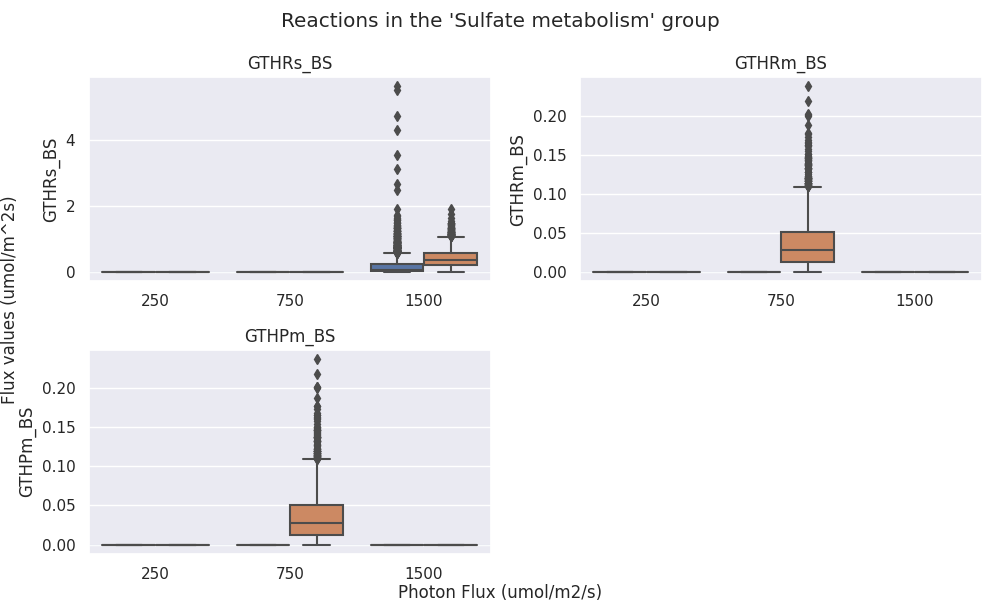 Reactions in the 'Sulfate metabolism' group
GTHRs_BS
GTHRs_BS
4
2
0
250 750 1500
GTHRm_BS
GTHRm_BS
0.20
0.15
0.10
0.05
0.00
250 750 1500
Flux values (umol/m^2s)
GTHPm_BS
GTHPm_BS
0.20
0.15
0.10
0.05
0.00
250 750 1500
Photon Flux (umol/m2/s)